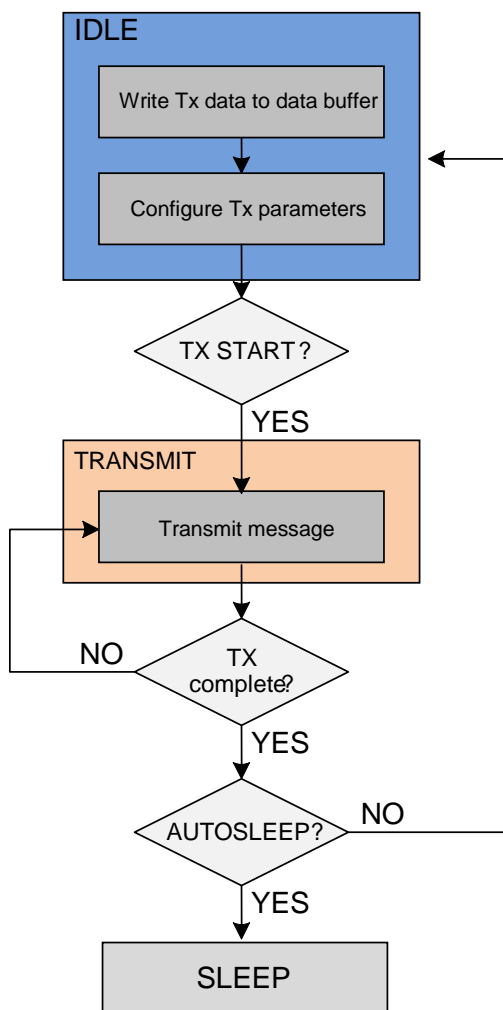 IDLE
Write Tx data to data buffer
Configure Tx parameters
TX START?
YES
TRANSMIT
Transmit message
NO
TX
complete?
YES
AUTOSLEEP?
NO
YES
SLEEP